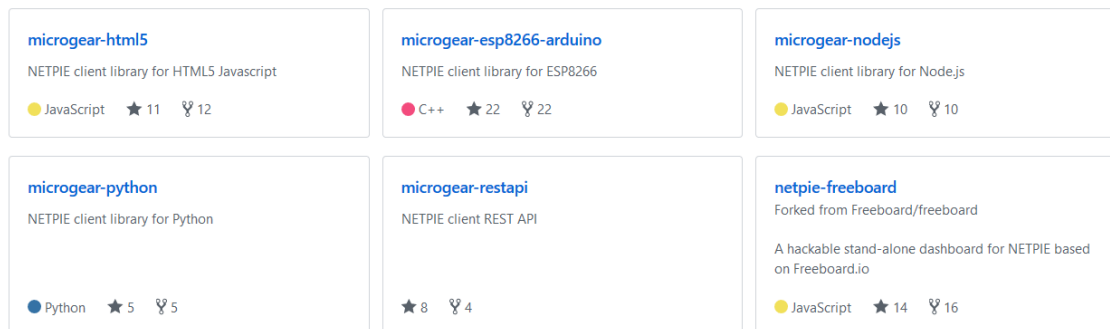 microgear-html5
NETPIE client library for HTML5 Javascript
JavaScript 11 12
microgear-esp8266-arduino
NETPIE client library for ESP8266
C++ 22 22
microgear-nodejs
NETPIE client library for Node.js
JavaScript 10 10
microgear-python
NETPIE client library for Python
Python 5 5
microgear-restapi
NETPIE client REST API
8 4
netpie-freeboard
Forked from Freeboard/freeboard
A hackable stand-alone dashboard for NETPIE based
on Freeboard.io
JavaScript 14 16